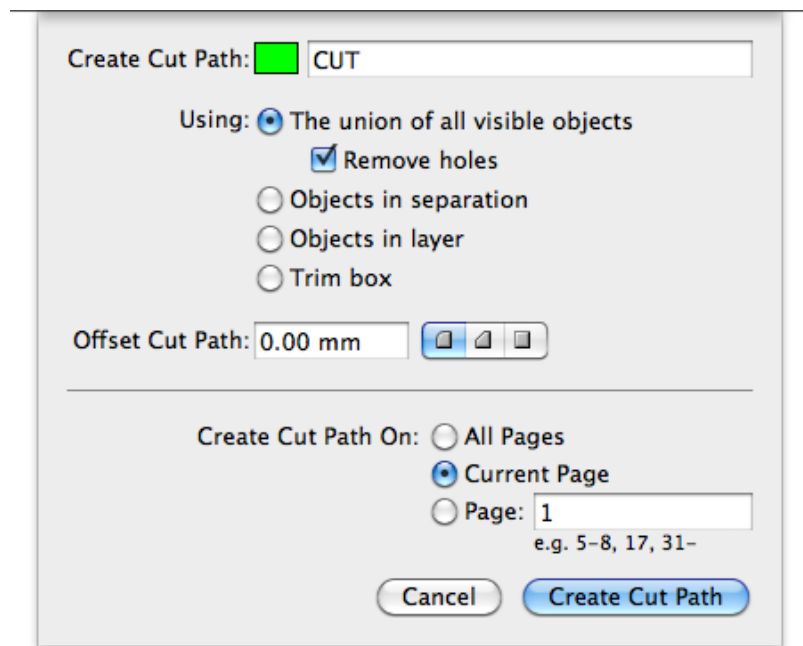 Create Cut Path: CUT
Using: The union of all visible objects
Remove holes
Objects in separation
Objects in layer
Trim box
Offset Cut Path: 0.00 mm
Create Cut Path On: All Pages
Current Page
Page: 1
e.g. 5–8, 17, 31–
Cancel Create Cut Path